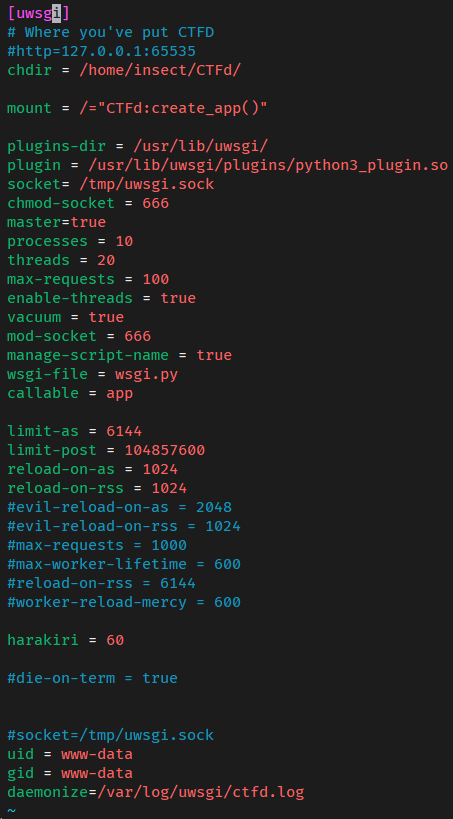 [uwsgi]
# Where you've put CTFD
#http=127.0.0.1:65535
chdir = /home/insect/CTFd/
mount = /="CTFd:create_app()"
plugins-dir = /usr/lib/uwsgi/
plugin = /usr/lib/uwsgi/plugins/python3_plugin.so
socket= /tmp/uwsgi.sock
chmod-socket = 666
master=true
processes = 10
threads = 20
max-requests = 100
enable-threads = true
vacuum = true
mod-socket = 666
manage-script-name = true
wsgi-file = wsgi.py
callable = app
limit-as = 6144
limit-post = 104857600
reload-on-as = 1024
reload-on-rss = 1024
#evil-reload-on-as = 2048
#evil-reload-on-rss = 1024
#max-requests = 1000
#max-worker-lifetime = 600
#reload-on-rss = 6144
#worker-reload-mercy = 600
harakiri = 60
#die-on-term = true
#socket=/tmp/uwsgi.sock
uid = www-data
gid = www-data
daemonize=/var/log/uwsgi/ctfd.log
~